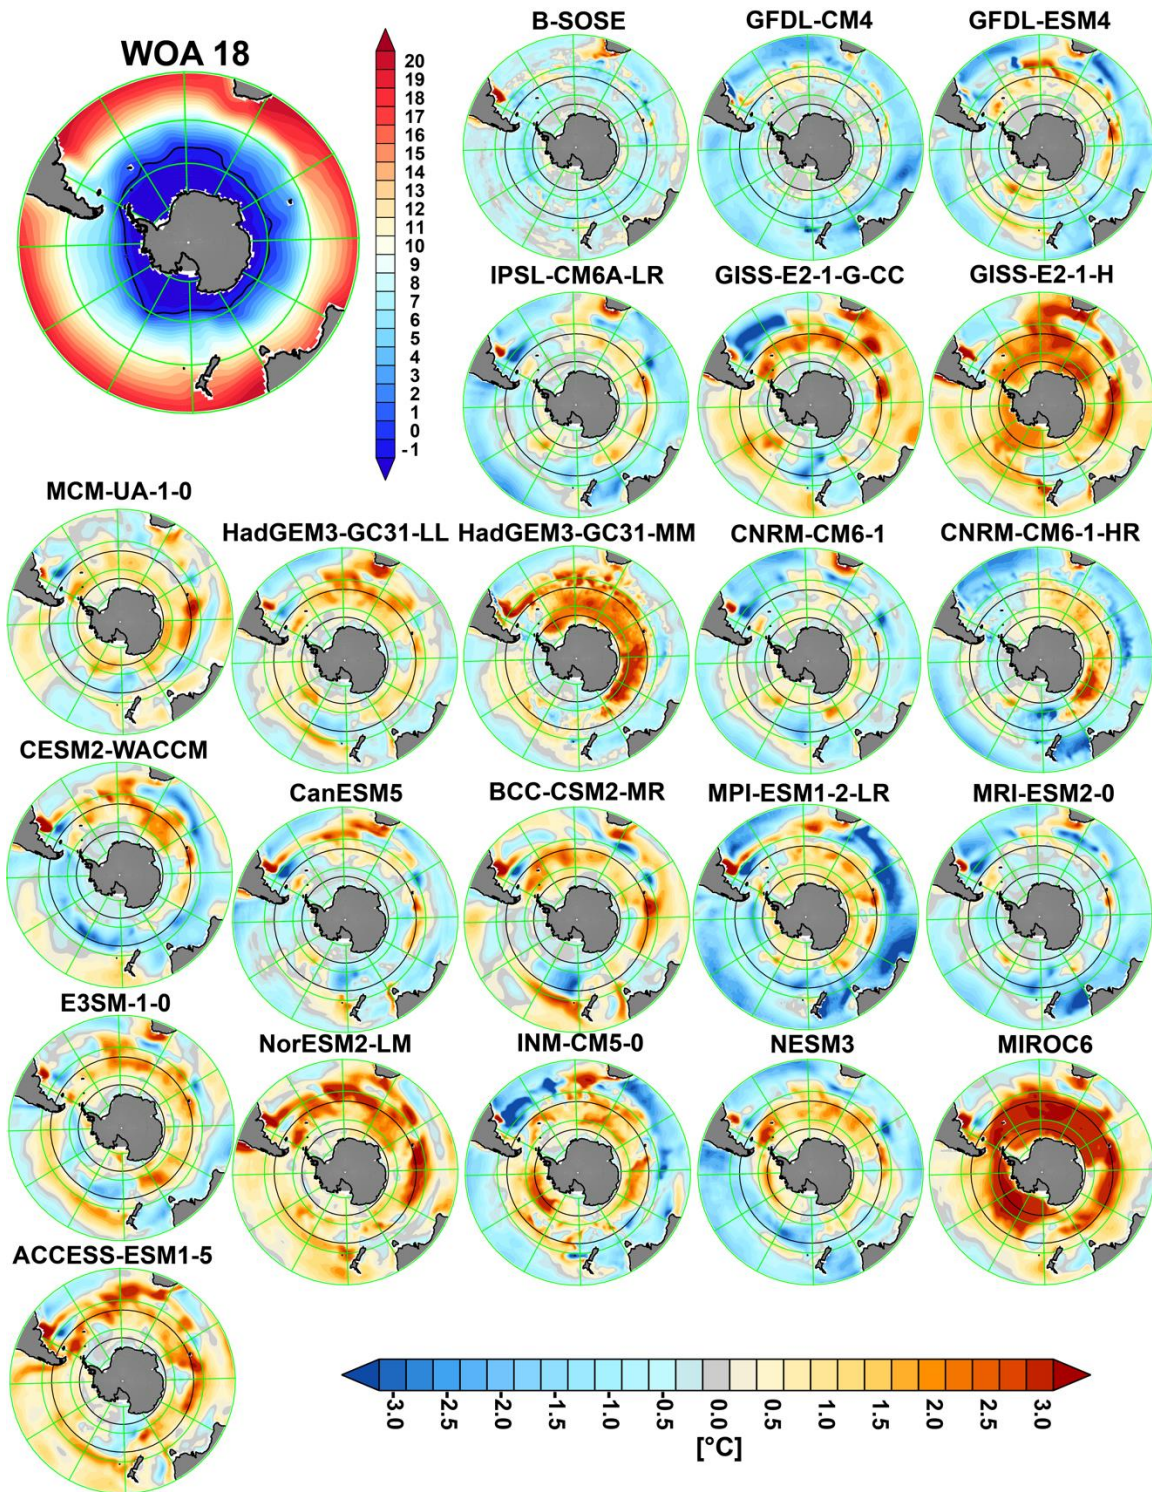 WOA 18
20
19
18
17
16
15
14
13
12
11
10
9
8
7
6
5
4
3
2
1
0
-1
B-SOSE
GFDL-CM4
GFDL-ESM4
IPSL-CM6A-LR
GISS-E2-1-G-CC
GISS-E2-1-H
MCM-UA-1-0
HadGEM3-GC31-LL
HadGEM3-GC31-MM
CNRM-CM6-1
CNRM-CM6-1-HR
CESM2-WACCM
CanESM5
BCC-CSM2-MR
MPI-ESM1-2-LR
MRI-ESM2-0
E3SM-1-0
NorESM2-LM
INM-CM5-0
NESM3
MIROC6
ACCESS-ESM1-5
-3.0
-2.5
-2.0
-1.5
-1.0
-0.5
0.0
0.5
1.0
1.5
2.0
2.5
3.0
[°C]